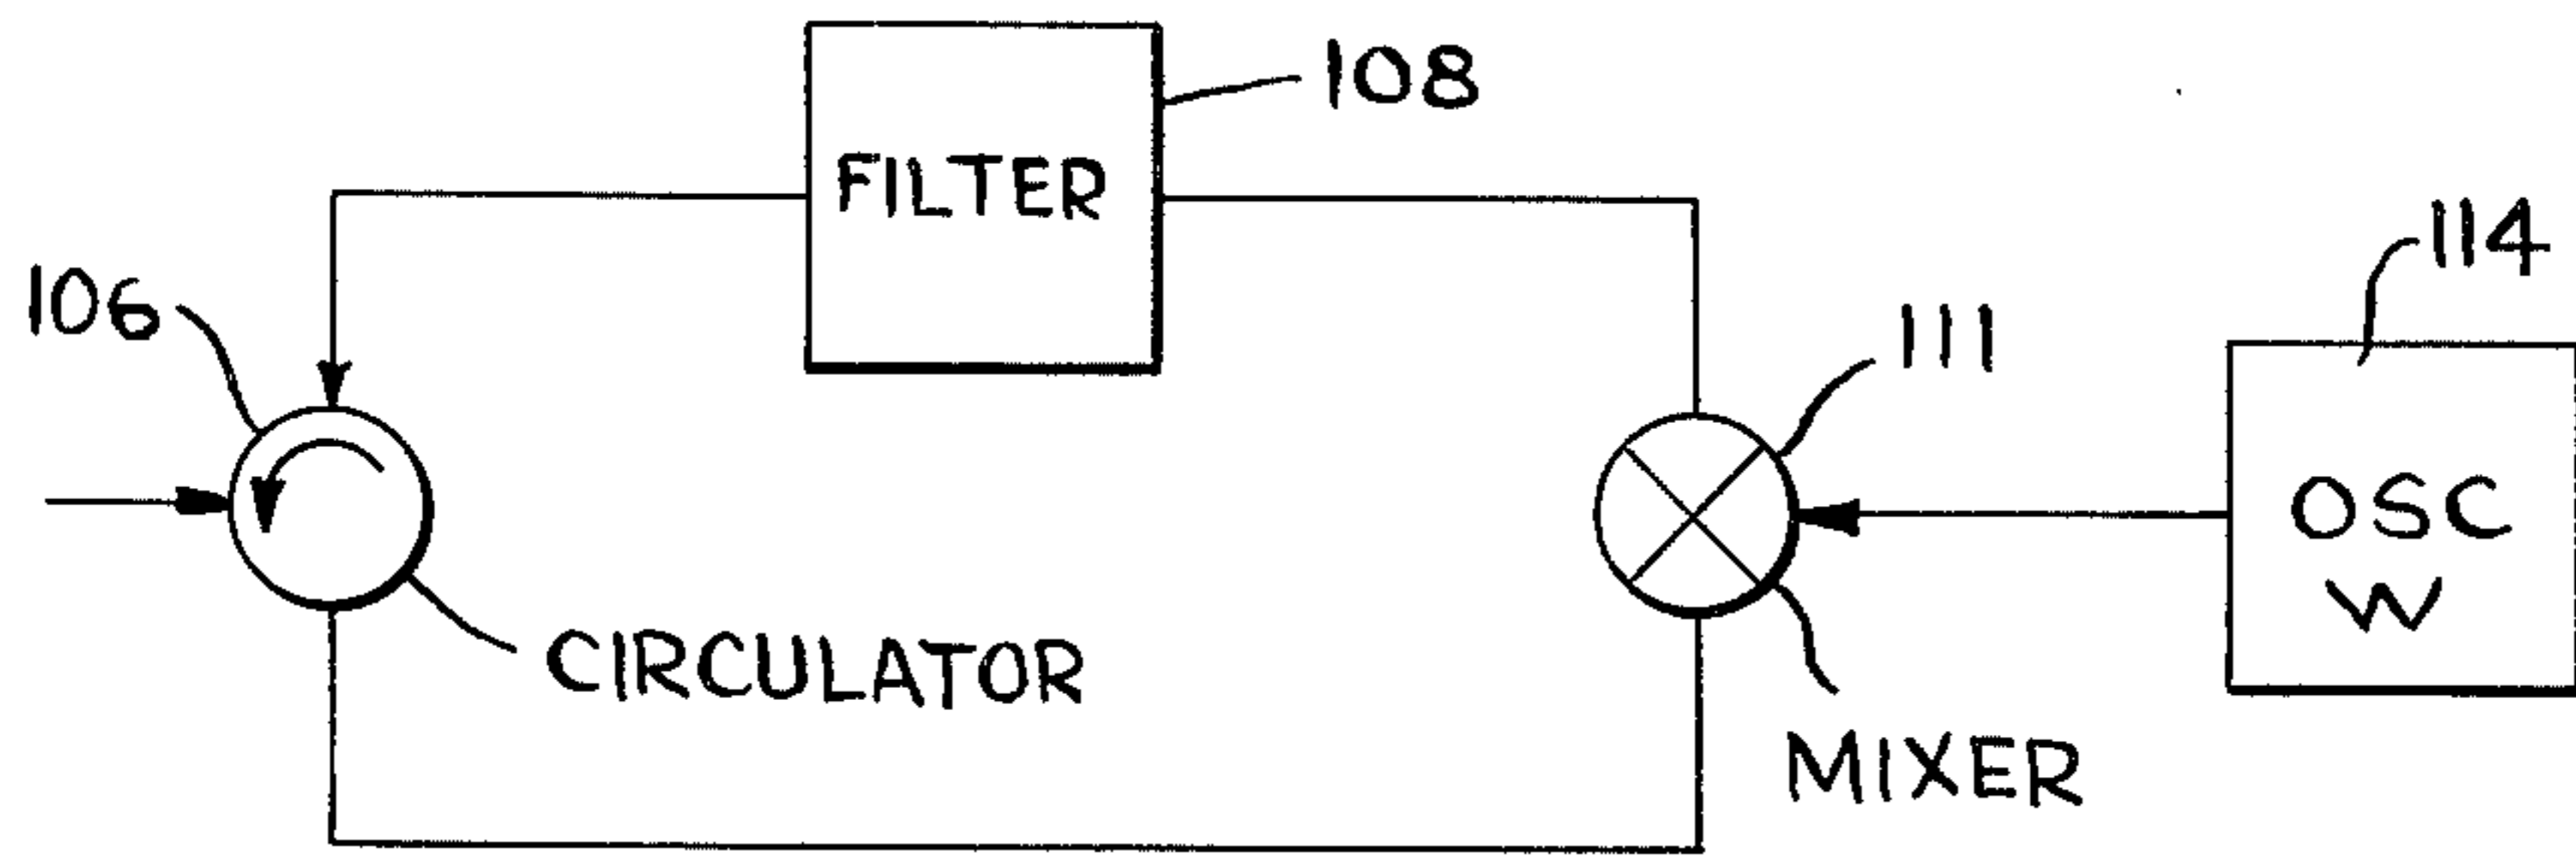 108
FILTER
114
106
111
OSC
W
CIRCULATOR
MIXER